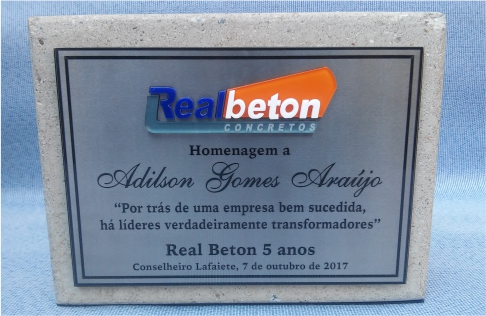 Realbeton
CONCRETOS
Homenagem a
Adilson Gomes Araújo
“Por trás de uma empresa bem sucedida,
há líderes verdadeiramente transformadores”
Real Beton 5 anos
Conselheiro Lafaiete, 7 de outubro de 2017